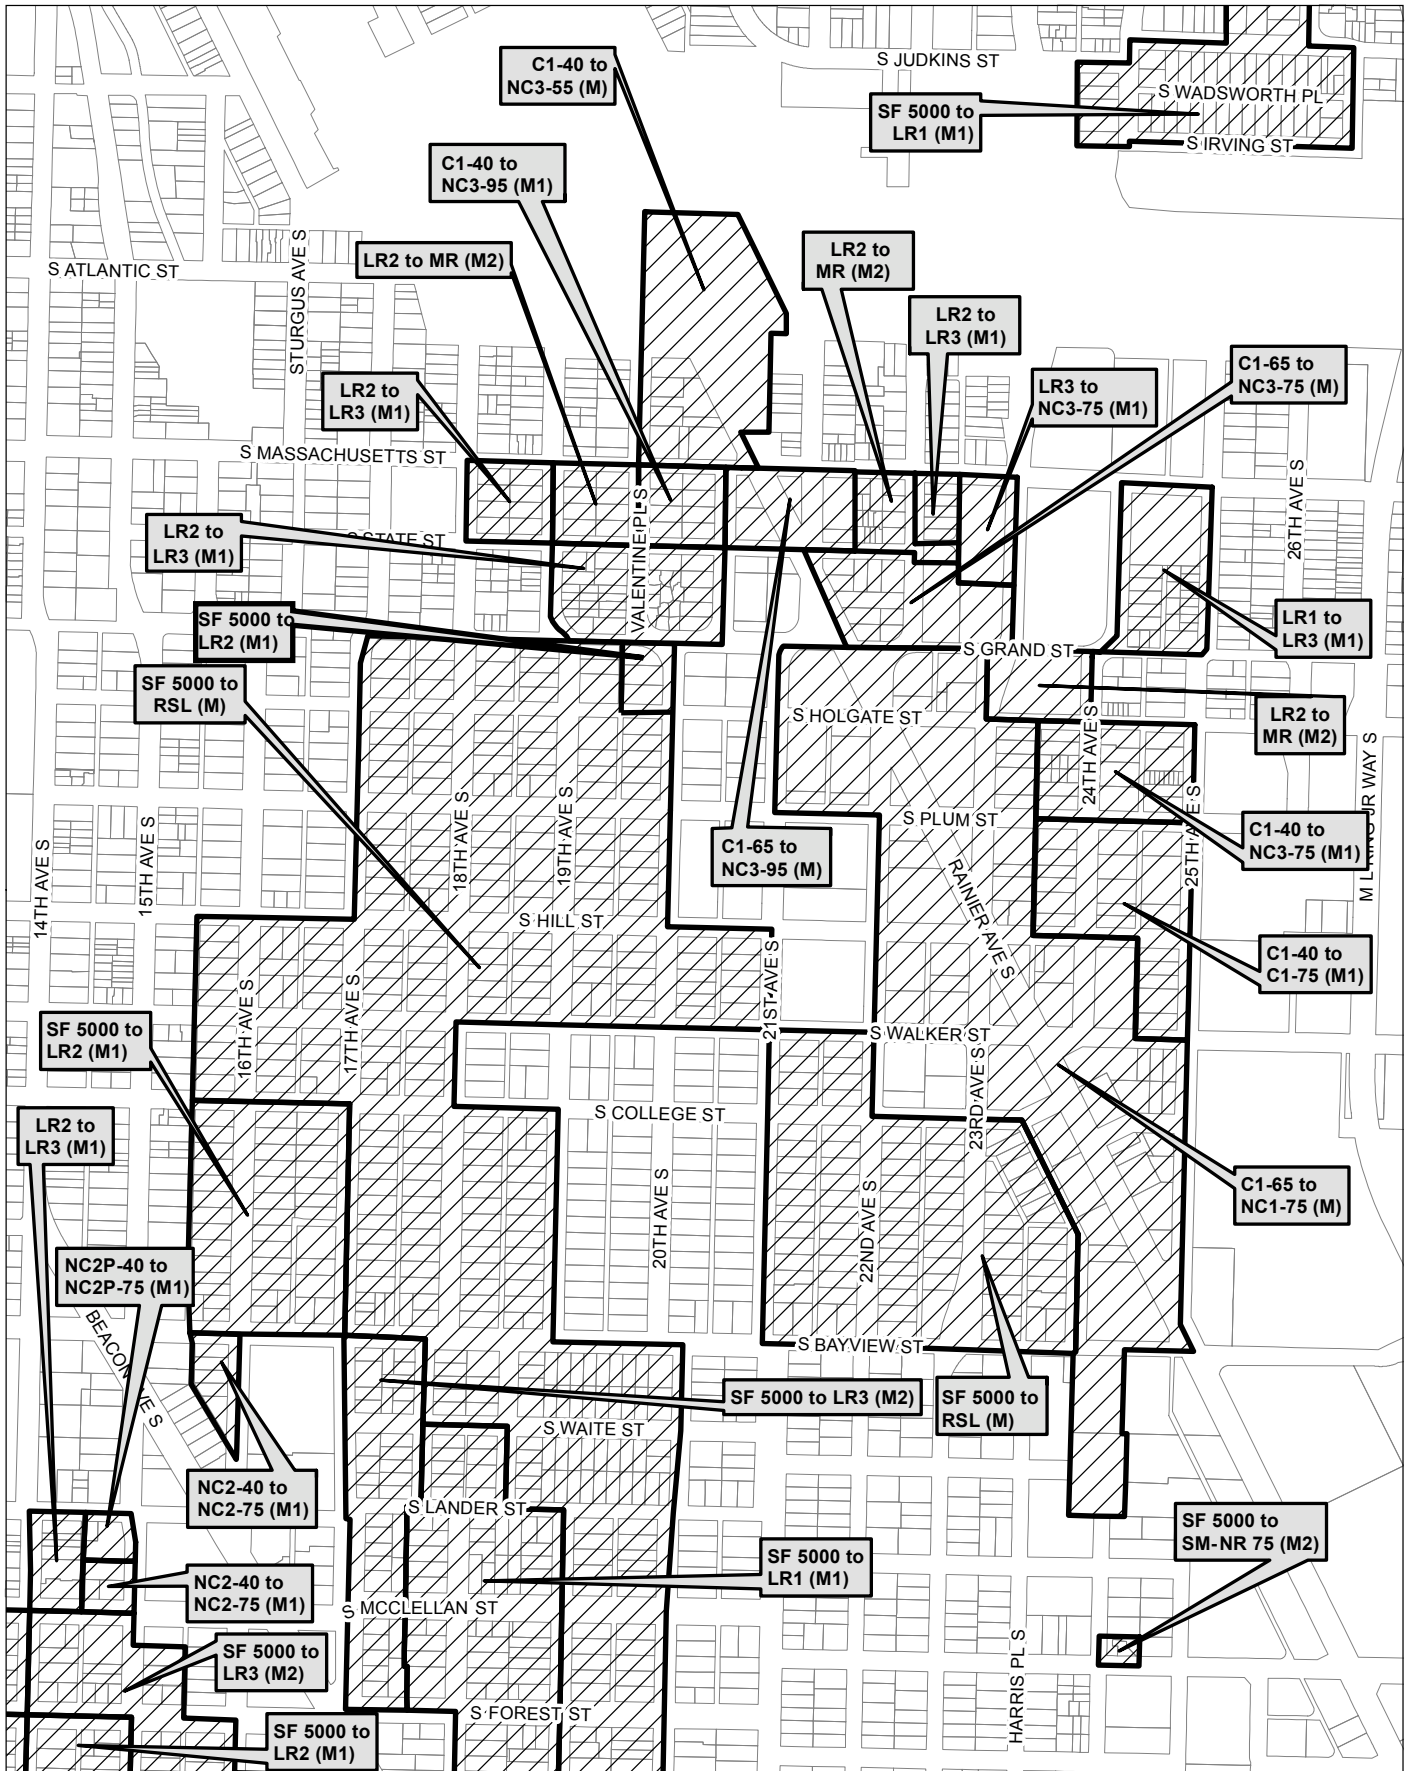 S JUDKINS ST
C1-40 to
NC3-55 (M)
S WADSWORTH PL
SF 5000 to
LR1 (M1)
S IRVING ST
C1-40 to
NC3-95 (M1)
LR2 to MR (M2)
LR2 to
MR (M2)
S ATLANTIC ST
STURGUS AVE S
LR2 to
LR3 (M1)
C1-65 to
NC3-75 (M)
LR3 to
NC3-75 (M1)
LR2 to
LR3 (M1)
S MASSACHUSETTS ST
26TH AVE S
VALENTINE PL S
LR2 to
LR3 (M1)
S STATE ST
SF 5000 to
LR2 (M1)
LR1 to
LR3 (M1)
S GRAND ST
SF 5000 to
RSL (M)
S HOLGATE ST
LR2 to
MR (M2)
24TH AVE S
M L KING JR WAY S
S PLUM ST
C1-65 to
NC3-95 (M)
C1-40 to
NC3-75 (M1)
14TH AVE S
15TH AVE S
18TH AVE S
19TH AVE S
25TH AVE S
S HILL ST
RAINIER AVE S
C1-40 to
C1-75 (M1)
16TH AVE S
17TH AVE S
21ST AVE S
SF 5000 to
LR2 (M1)
S WALKER ST
23RD AVE S
S COLLEGE ST
LR2 to
LR3 (M1)
C1-65 to
NC1-75 (M)
20TH AVE S
22ND AVE S
NC2P-40 to
NC2P-75 (M1)
BEACON AVE S
S BAYVIEW ST
SF 5000 to LR3 (M2)
SF 5000 to
RSL (M)
S WAITE ST
NC2-40 to
NC2-75 (M1)
S LANDER ST
SF 5000 to
SM-NR 75 (M2)
SF 5000 to
LR1 (M1)
NC2-40 to
NC2-75 (M1)
S MCCLELLAN ST
SF 5000 to
LR3 (M2)
HARRIS PL S
S FOREST ST
SF 5000 to
LR2 (M1)